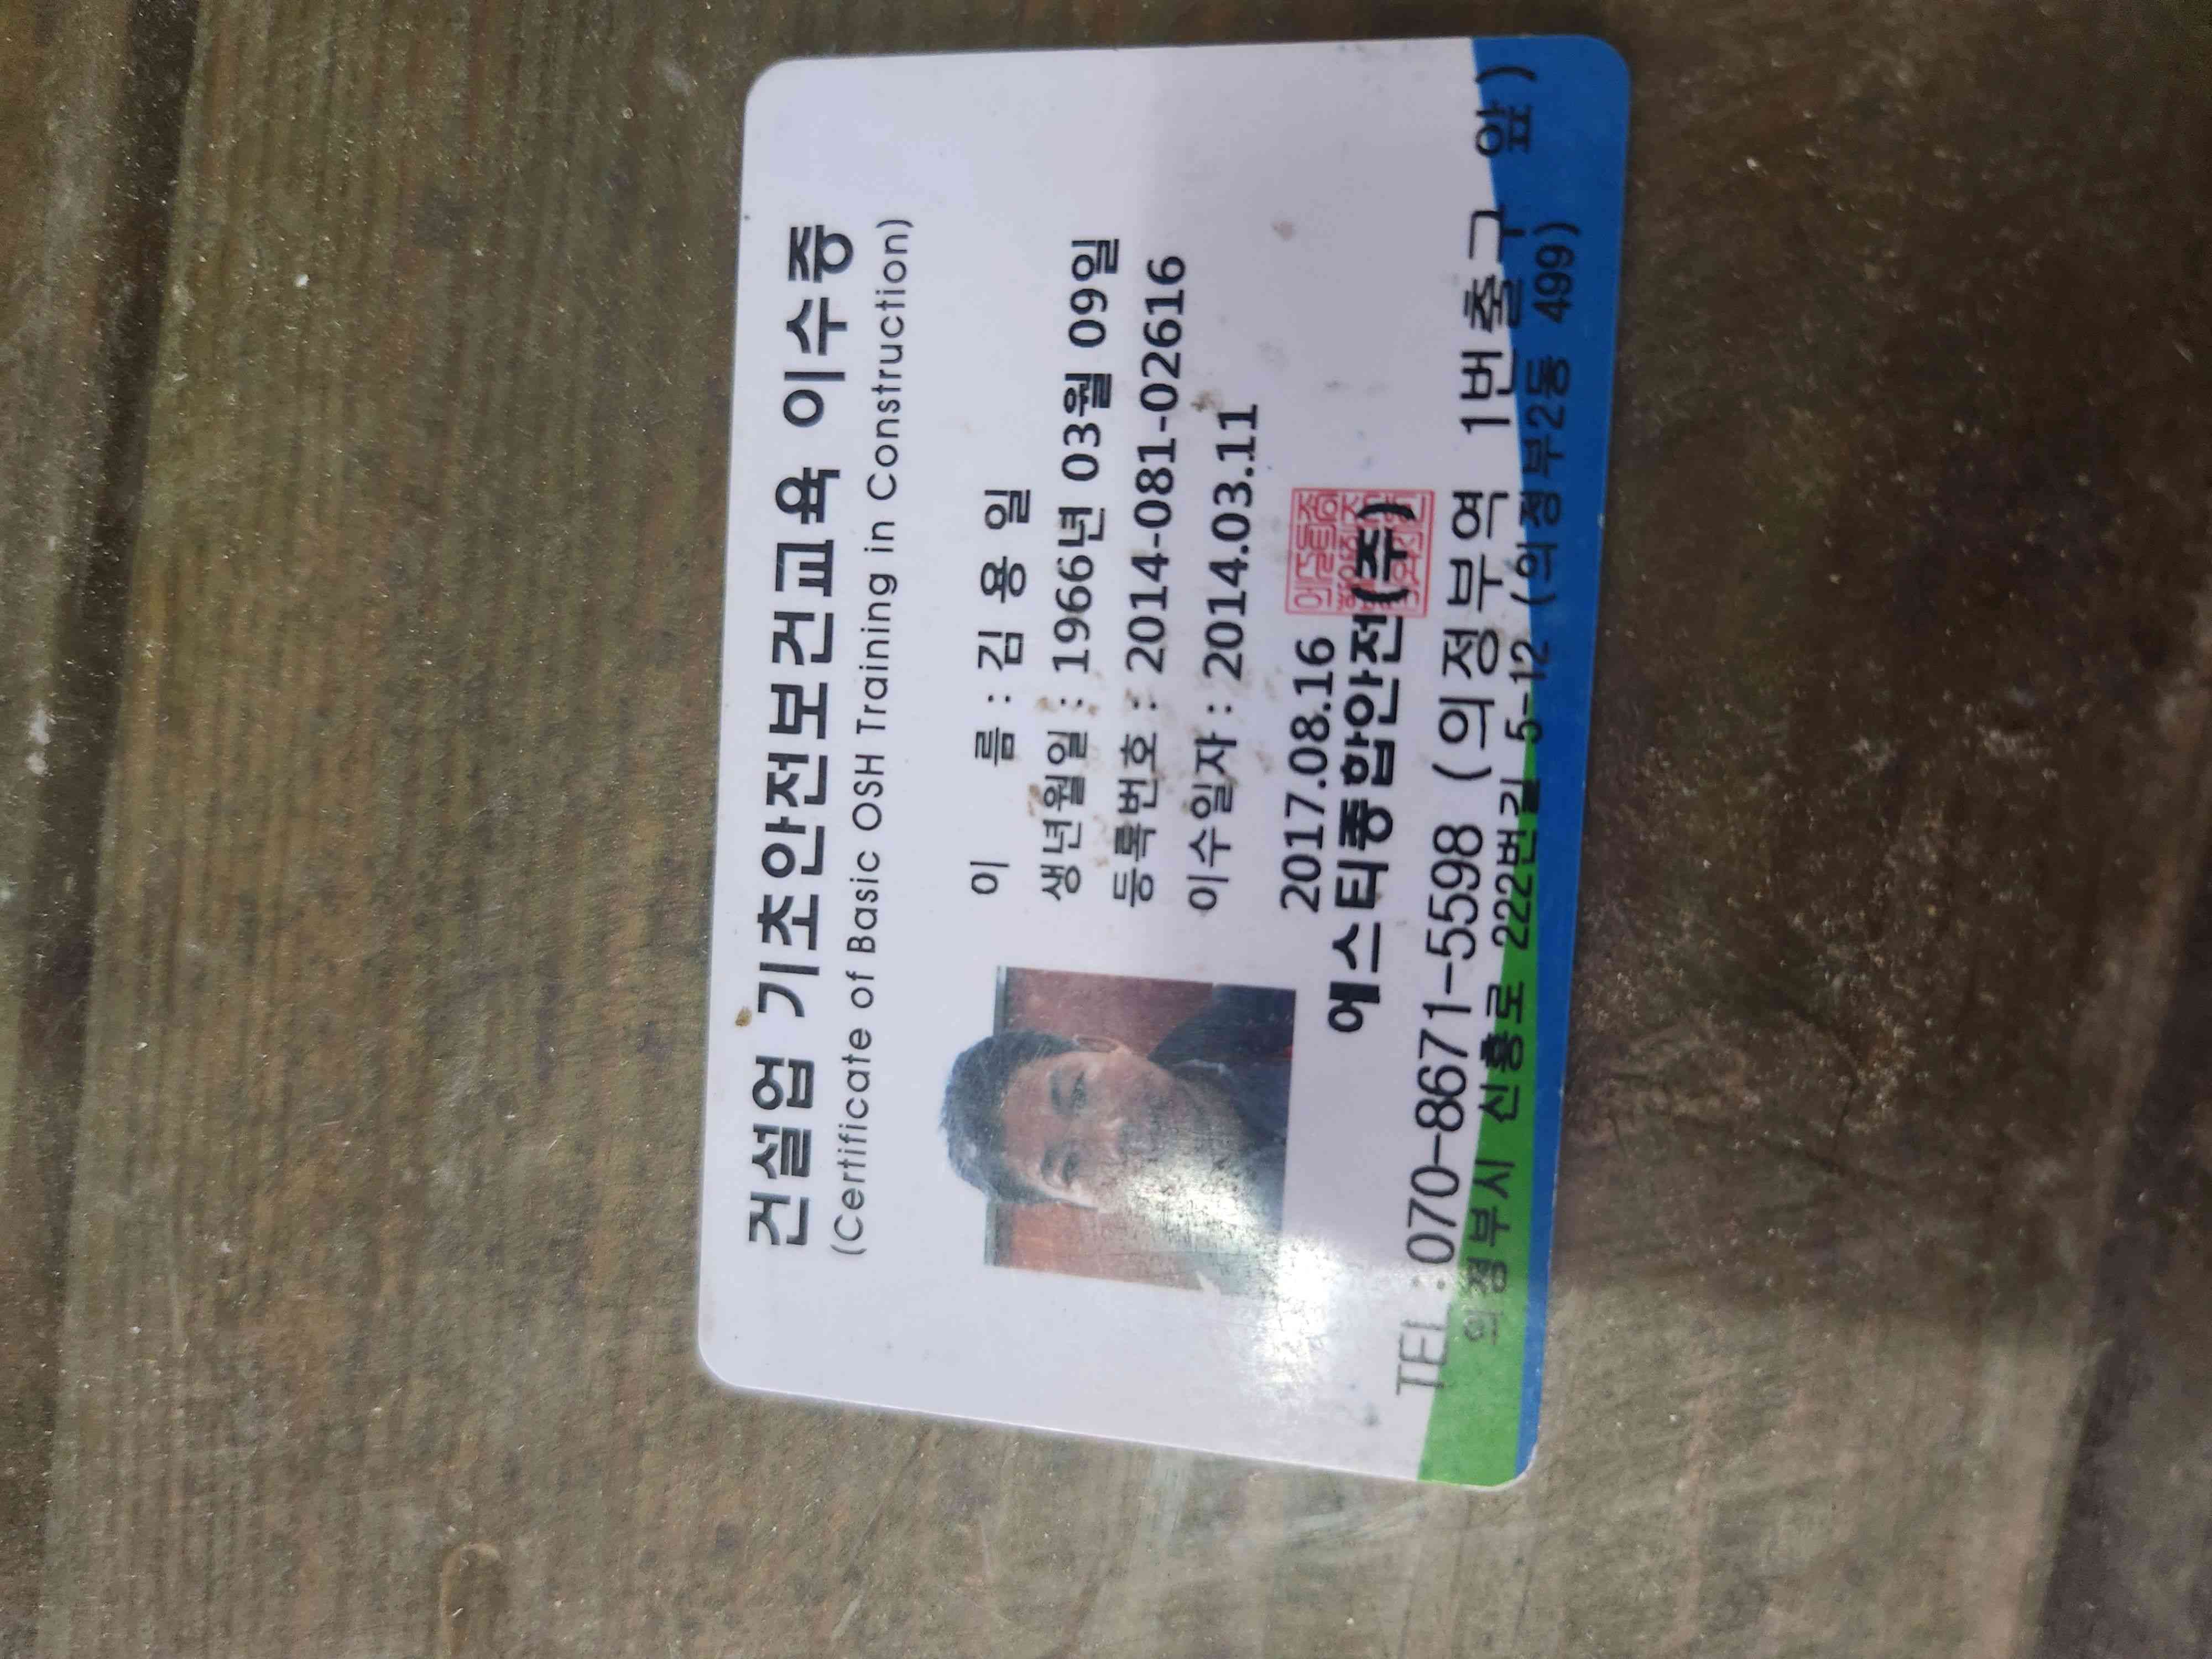 건설업 기초안전보건교육 이수증
(Certificate of Basic OSH Training in Construction)
이 름 : 김 용 일
생년월일 : 1966년 03월 09일
등록번호 : 2014-081-02616
이수일자 : 2014.03.11
2017.08.16
에스티종합안전(주)
TEL :070-8671-5598 (의정부역 1번출구 앞)
의정부시 신흥로 222번길 5-12 (의정부2동 499)